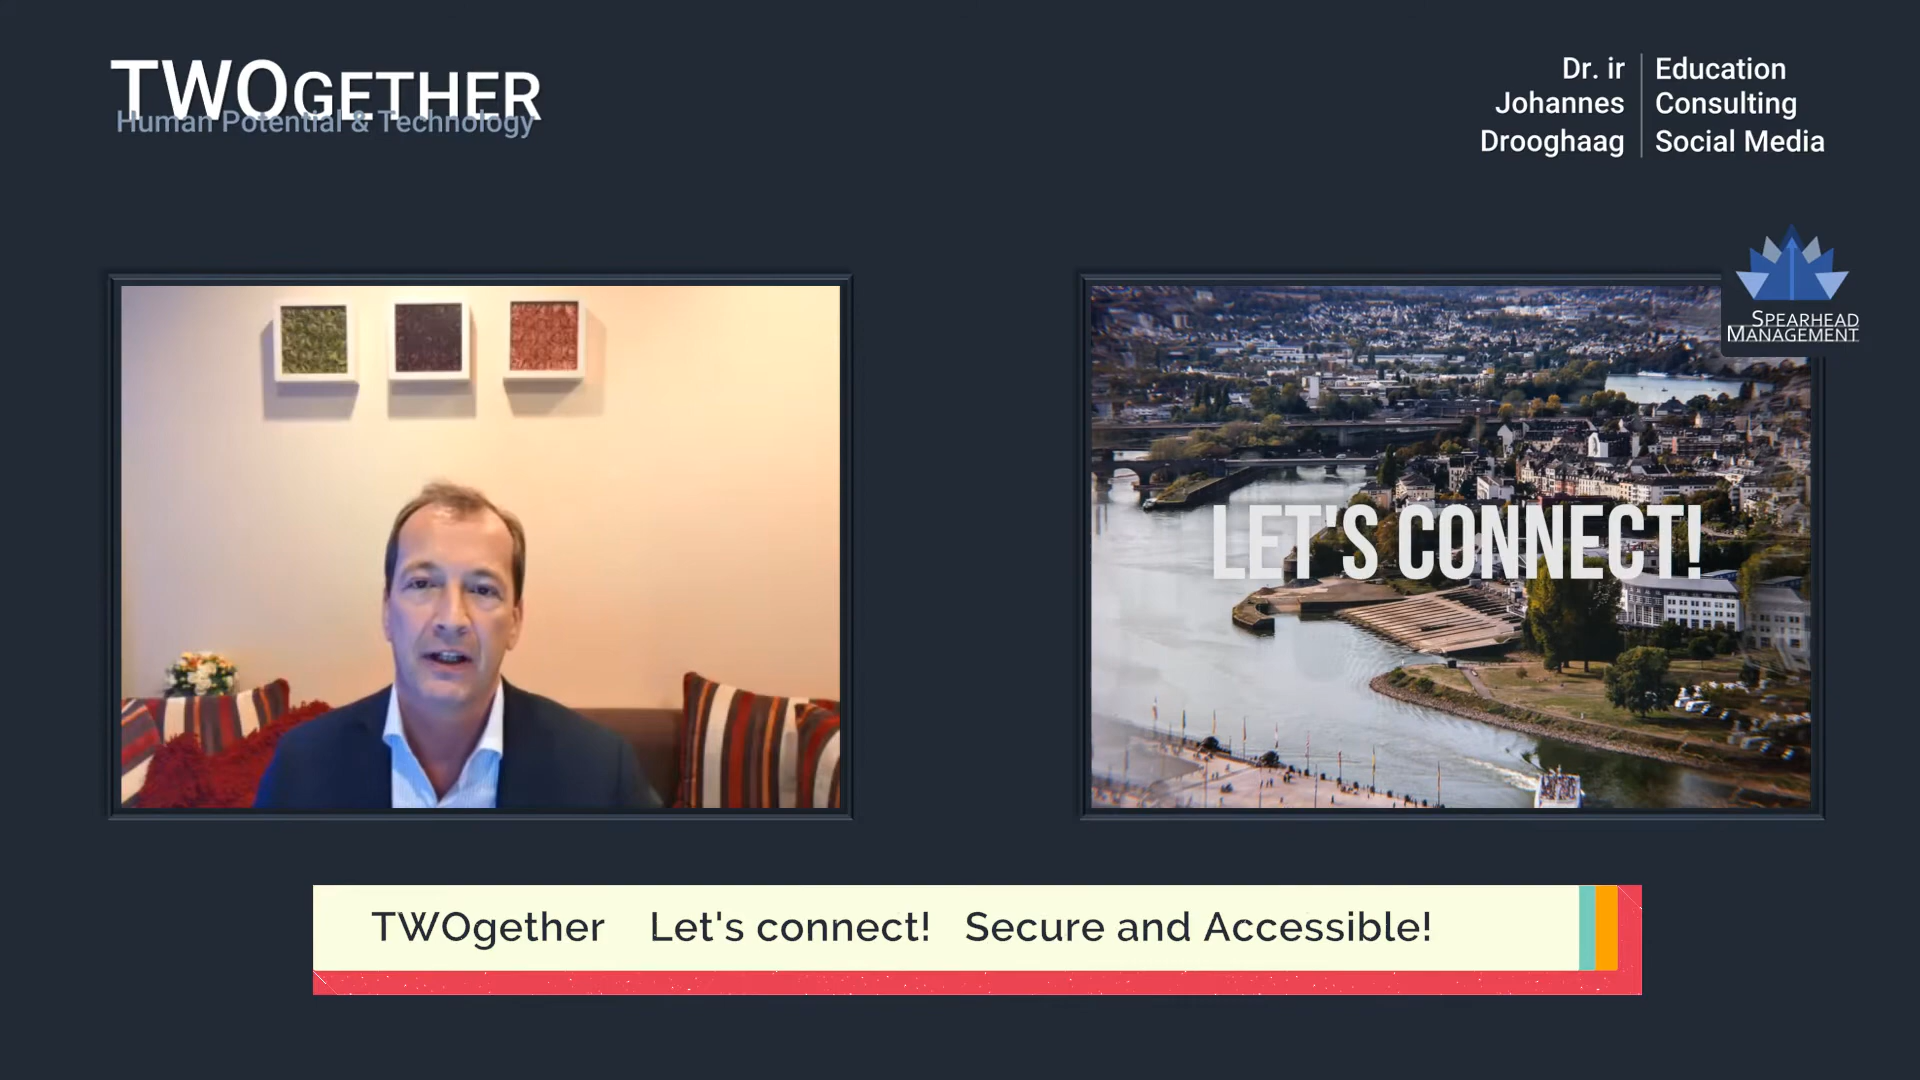 TWOGETHER
Human Potential & Technology
Dr. ir
Johannes
Drooghaag
Education
Consulting
Social Media
SPEARHEAD
MANAGEMENT
LET'S CONNECT!
TWOgether Let's connect! Secure and Accessible!